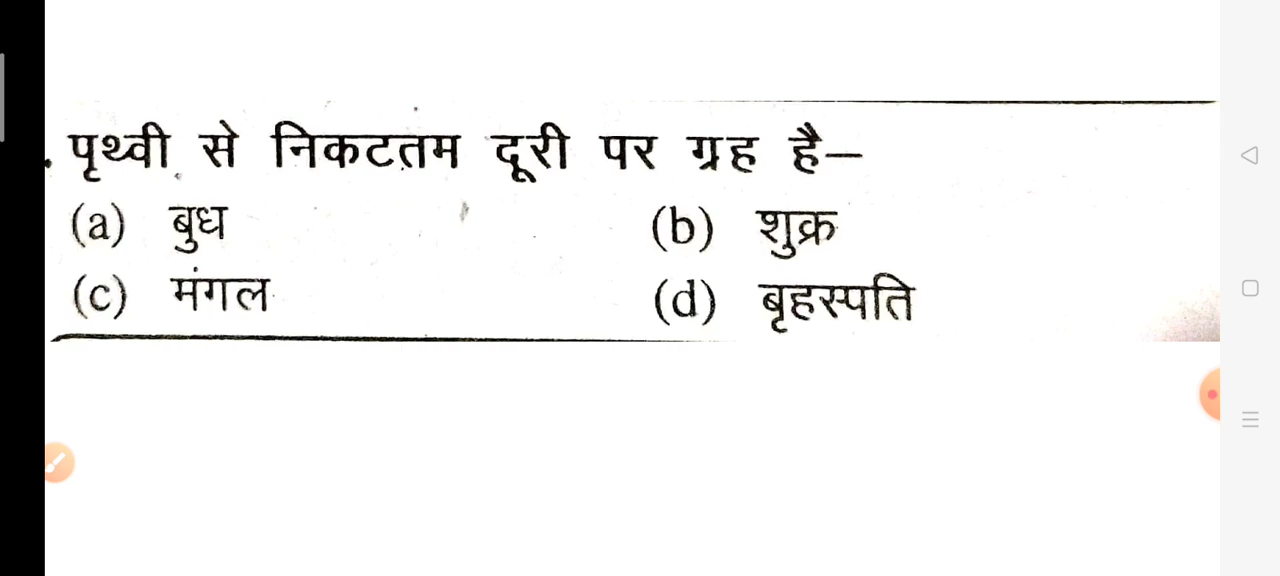 . पृथ्वी से निकटतम दूरी पर ग्रह है–
(a) बुध (b) शुक्र
(c) मंगल (d) बृहस्पति